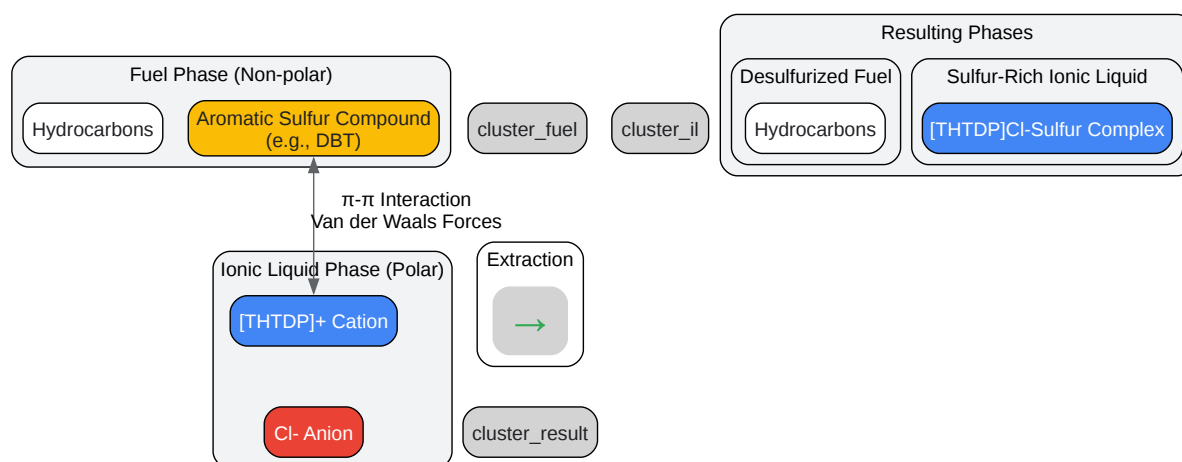 Fuel Phase (Non-polar)
Hydrocarbons
Aromatic Sulfur Compound
(e.g., DBT)
cluster_fuel
cluster_il
Resulting Phases
Desulfurized Fuel
Hydrocarbons
Sulfur-Rich Ionic Liquid
[THTDP]Cl-Sulfur Complex
π-π Interaction
Van der Waals Forces
Ionic Liquid Phase (Polar)
[THTDP]+ Cation
Cl- Anion
Extraction
→
cluster_result